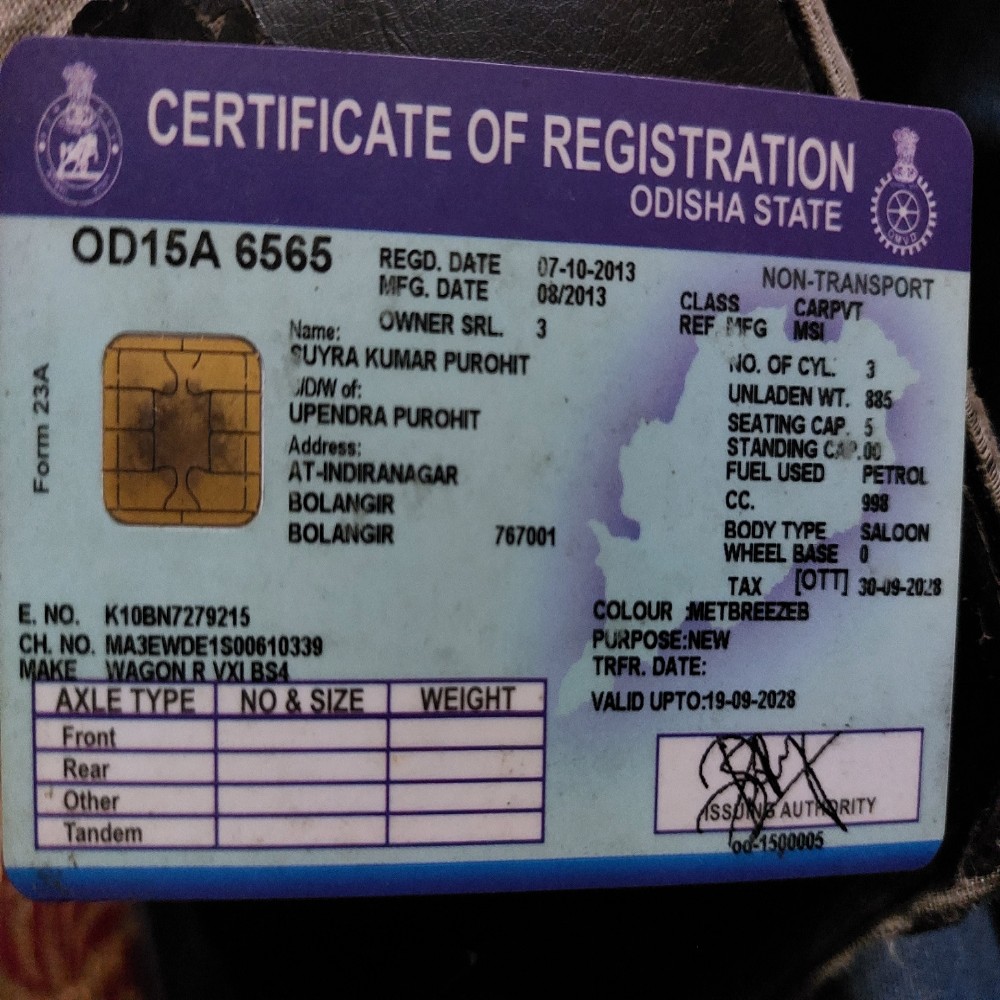 CERTIFICATE OF REGISTRATION
ODISHA STATE
OD15A 6565
REGD. DATE 07-10-2013
MFG. DATE 08/2013
OWNER SRL. 3
NON-TRANSPORT
CLASS CARPVT
REF. MFG MSI
Form 23A
Name:
SUYRA KUMAR PUROHIT
S/D/W of:
UPENDRA PUROHIT
Address:
AT-INDIRANAGAR
BOLANGIR
BOLANGIR 767001
NO. OF CYL. 3
UNLADEN WT. 885
SEATING CAP. 5
STANDING CAP. 00
FUEL USED PETROL
CC. 998
BODY TYPE SALOON
WHEEL BASE 0
TAX [OTT] 30-09-2028
E. NO. K10BN7279215
CH. NO. MA3EWDE1S00610339
MAKE WAGON R VXI BS4
COLOUR :METBREEZEB
PURPOSE:NEW
TRFR. DATE:
VALID UPTO:19-09-2028
AXLE TYPE NO & SIZE WEIGHT
Front
Rear
Other
Tandem
ISSUING AUTHORITY
od-1500005